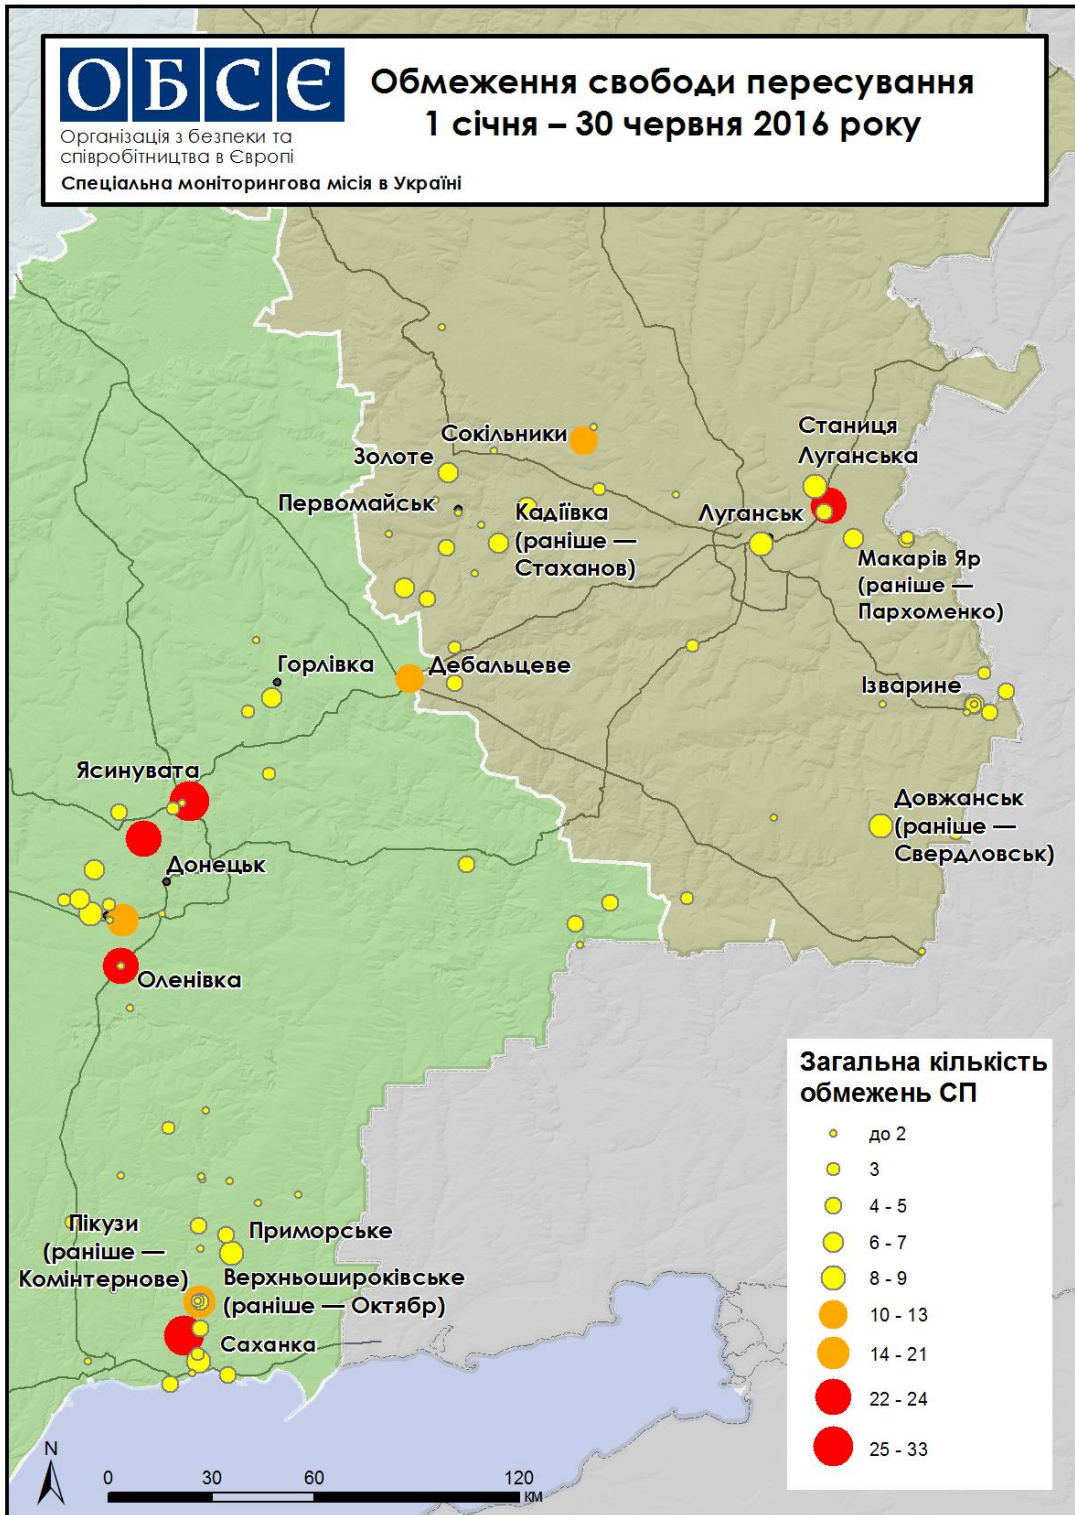 ОБСЄ
Організація з безпеки та
співробітництва в Європі
Спеціальна моніторингова місія в Україні
Обмеження свободи пересування
1 січня – 30 червня 2016 року
Сокільники
Золоте
Первомайськ
Кадіївка
(раніше —
Стаханов)
Станиця
Луганська
Луганськ
Макарів Яр
(раніше —
Пархоменко)
Горлівка
Дебальцеве
Ізварине
Ясинувата
Донецьк
Довжанськ
(раніше —
Свердловськ)
Оленівка
Пікузи
(раніше —
Комінтернове)
Приморське
Верхньошироківське
(раніше — Октябр)
Саханка
Загальна кількість
обмежень СП
до 2
3
4 - 5
6 - 7
8 - 9
10 - 13
14 - 21
22 - 24
25 - 33
N
0 30 60 120
км